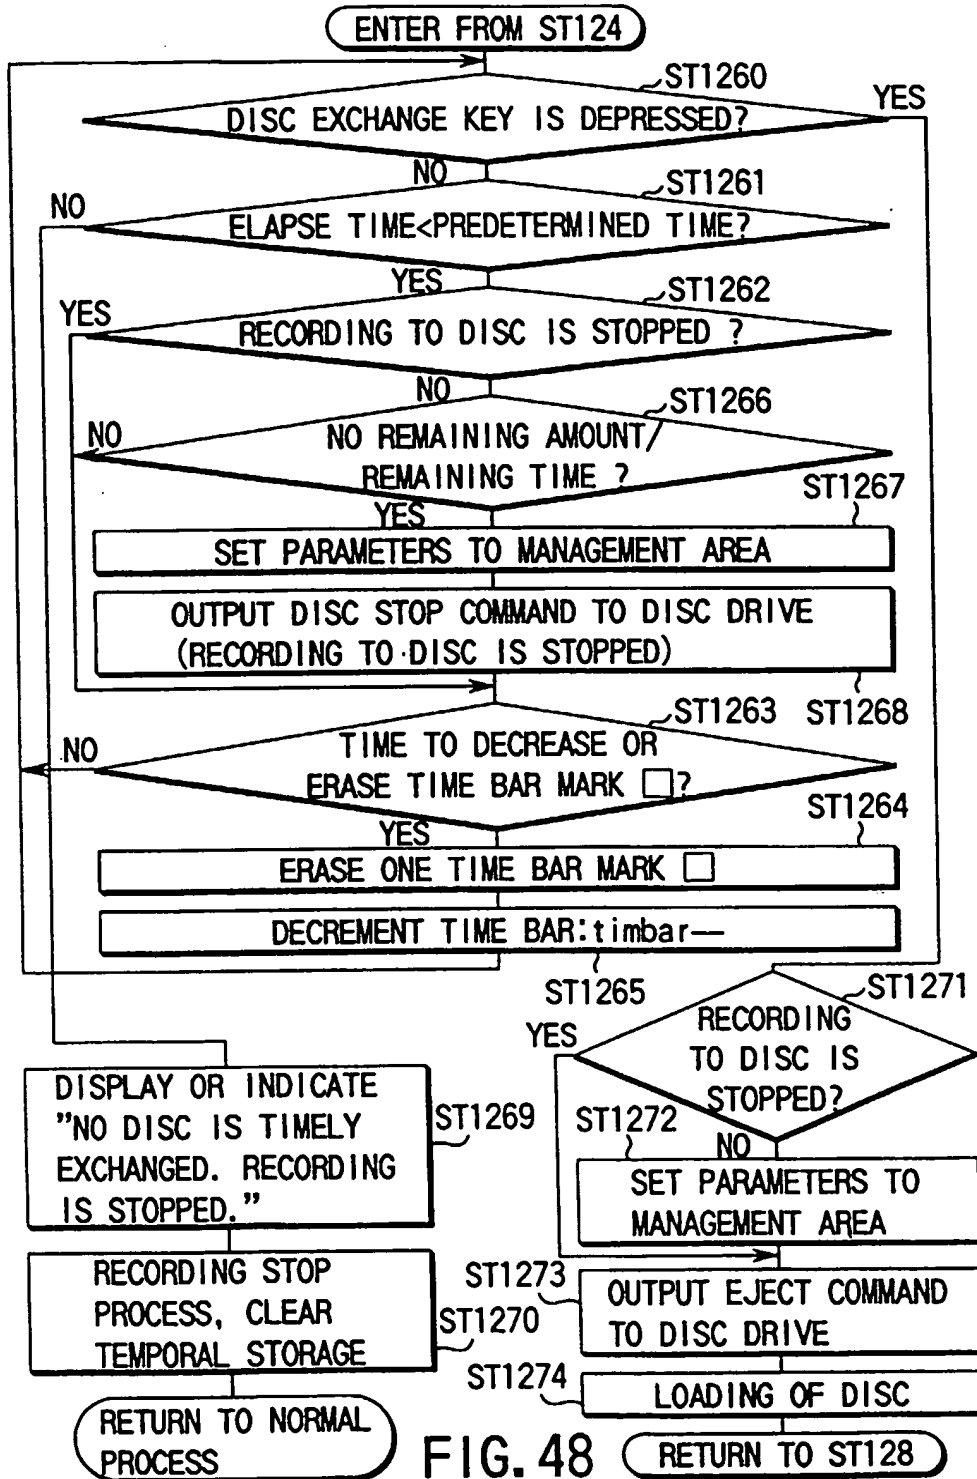 ENTER FROM ST124
ST1260
DISC EXCHANGE KEY IS DEPRESSED?
YES
NO
ST1261
NO
ELAPSE TIME<PREDETERMINED TIME?
YES
ST1262
YES
RECORDING TO DISC IS STOPPED ?
NO
ST1266
NO
NO REMAINING AMOUNT/
REMAINING TIME ?
YES
ST1267
SET PARAMETERS TO MANAGEMENT AREA
OUTPUT DISC STOP COMMAND TO DISC DRIVE
(RECORDING TO DISC IS STOPPED)
ST1268
ST1263
NO
TIME TO DECREASE OR
ERASE TIME BAR MARK □?
YES
ST1264
ERASE ONE TIME BAR MARK □
DECREMENT TIME BAR:timbar--
ST1265
ST1271
YES
RECORDING
TO DISC IS
STOPPED?
NO
ST1272
SET PARAMETERS TO
MANAGEMENT AREA
DISPLAY OR INDICATE
"NO DISC IS TIMELY
EXCHANGED. RECORDING
IS STOPPED."
ST1269
RECORDING STOP
PROCESS, CLEAR
TEMPORAL STORAGE
ST1270
RETURN TO NORMAL
PROCESS
ST1273
OUTPUT EJECT COMMAND
TO DISC DRIVE
ST1274
LOADING OF DISC
RETURN TO ST128
FIG. 48